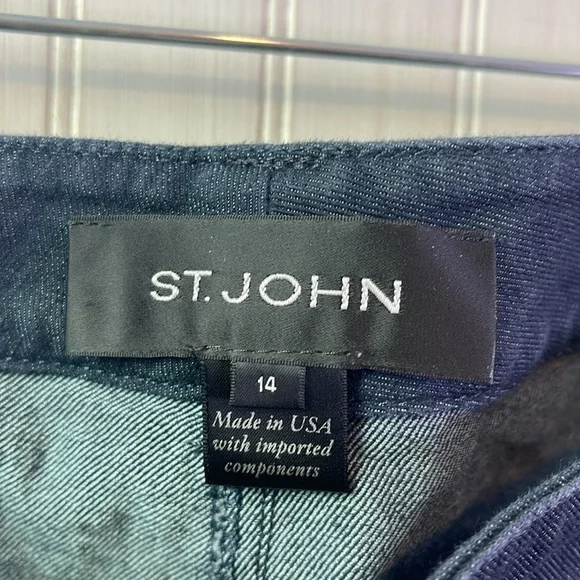 ST. JOHN
14
Made in USA
with imported
components